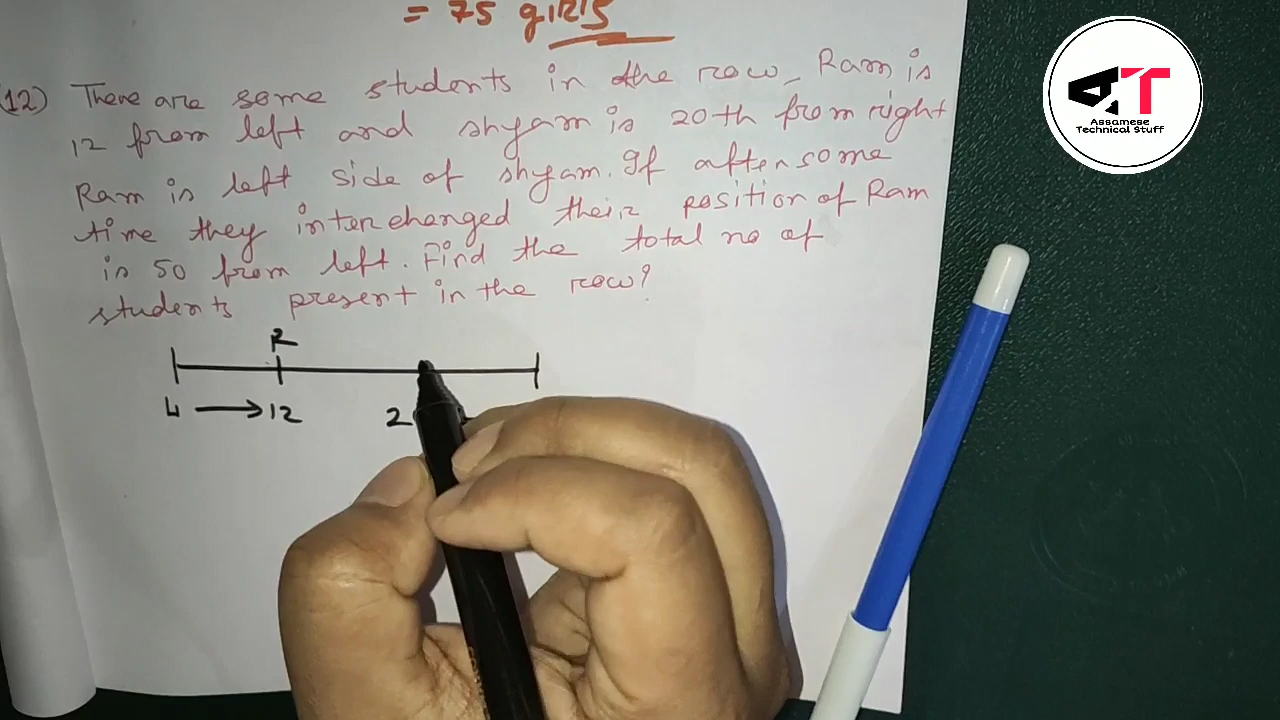 = 75 girls
(12) There are some students in the row, Ram is
12 from left and shyam is 20th from right
Ram is left side of shyam. If after some
time they interchanged their position of Ram
is 50 from left. Find the total no of
students present in the row?
R
L → 12 2
AT
Assamese
Technical Stuff